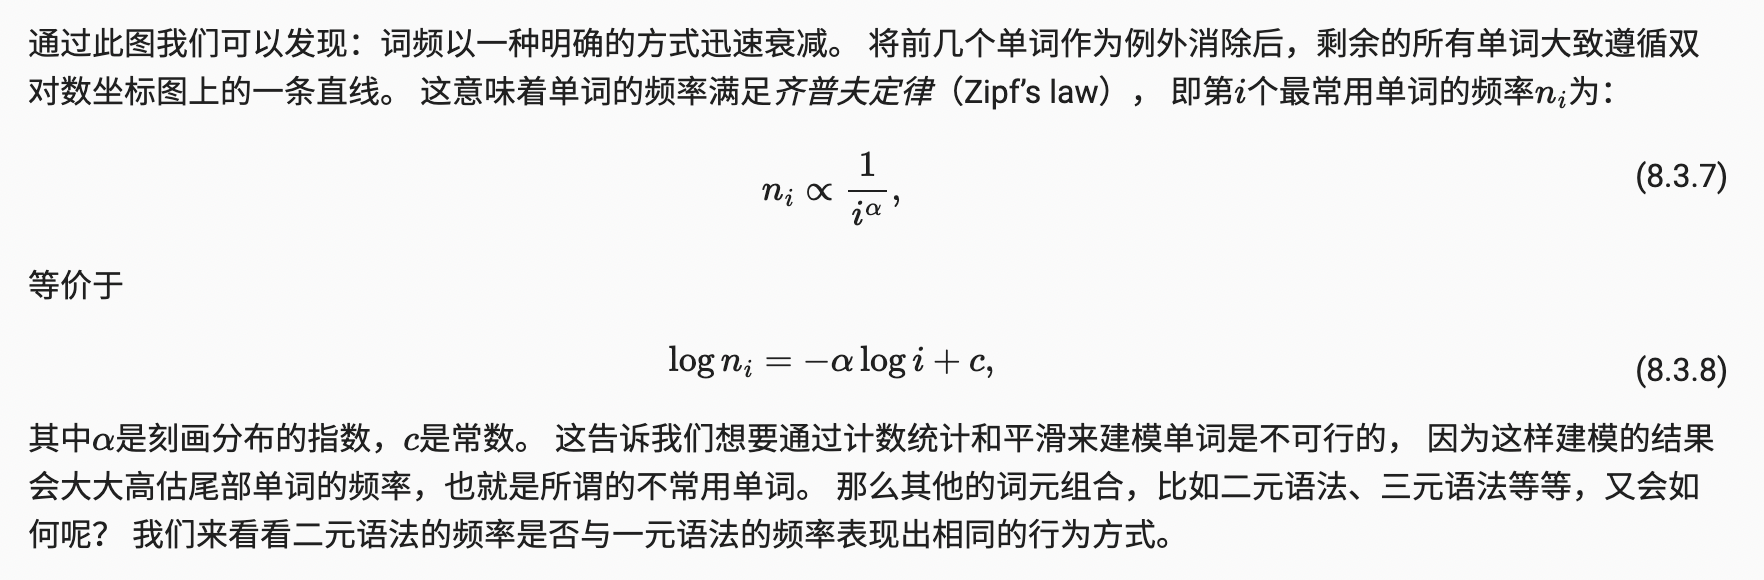 通过此图我们可以发现：词频以一种明确的方式迅速衰减。 将前几个单词作为例外消除后，剩余的所有单词大致遵循双
对数坐标图上的一条直线。 这意味着单词的频率满足齐普夫定律（Zipf’s law）， 即第i个最常用单词的频率nᵢ为：
nᵢ ∝ 1/i^α, (8.3.7)
等价于
log nᵢ = −α log i + c, (8.3.8)
其中α是刻画分布的指数，c是常数。 这告诉我们想要通过计数统计和平滑来建模单词是不可行的， 因为这样建模的结果
会大大高估尾部单词的频率，也就是所谓的不常用单词。 那么其他的词元组合，比如二元语法、三元语法等等，又会如
何呢？ 我们来看看二元语法的频率是否与一元语法的频率表现出相同的行为方式。